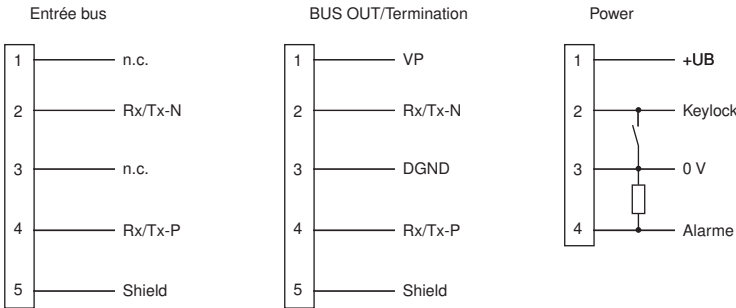 Entrée bus
1 n.c.
2 Rx/Tx-N
3 n.c.
4 Rx/Tx-P
5 Shield
BUS OUT/Termination
1 VP
2 Rx/Tx-N
3 DGND
4 Rx/Tx-P
5 Shield
Power
1 +UB
2 Keylock
3 0 V
4 Alarme